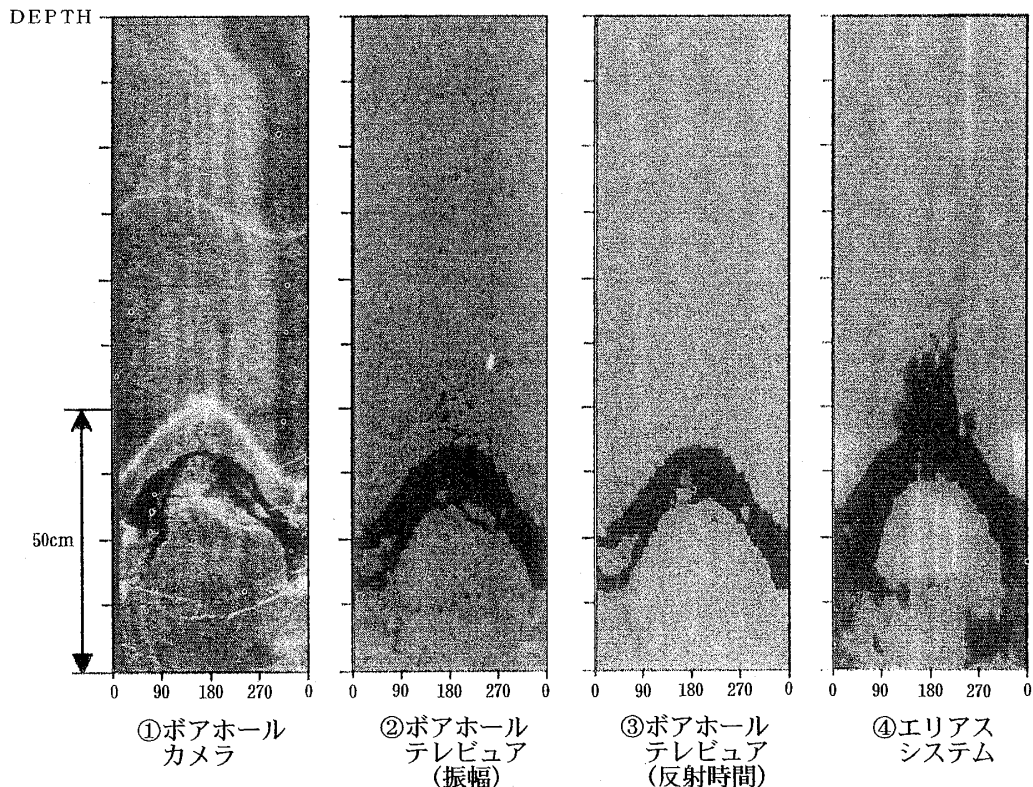 DEPTH
50cm
0 90 180 270 0
0 90 180 270 0
0 90 180 270 0
0 90 180 270 0
①ボアホール
カメラ
②ボアホール
テレビュア
(振幅)
③ボアホール
テレビュア
(反射時間)
④エリアス
システム